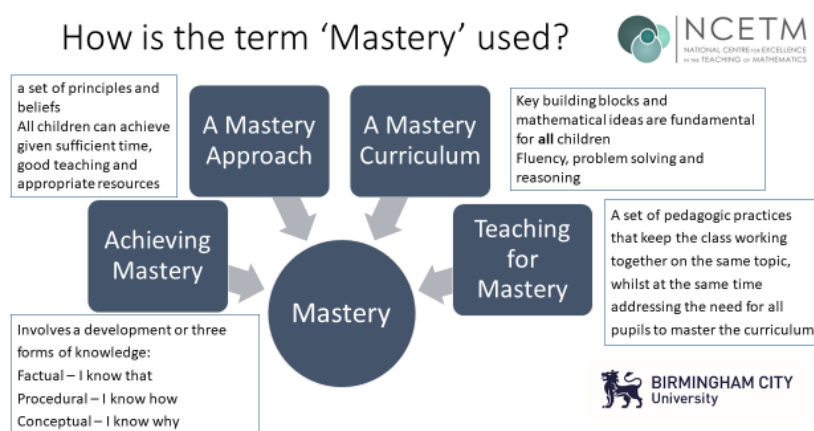 How is the term ‘Mastery’ used?
NCETM
NATIONAL CENTRE FOR EXCELLENCE
IN THE TEACHING OF MATHEMATICS
a set of principles and
beliefs
All children can achieve
given sufficient time,
good teaching and
appropriate resources
A Mastery
Approach
A Mastery
Curriculum
Key building blocks and
mathematical ideas are fundamental
for all children
Fluency, problem solving and
reasoning
Achieving
Mastery
Mastery
Teaching
for
Mastery
A set of pedagogic practices
that keep the class working
together on the same topic,
whilst at the same time
addressing the need for all
pupils to master the curriculum
Involves a development or three
forms of knowledge:
Factual – I know that
Procedural – I know how
Conceptual – I know why
BIRMINGHAM CITY
University